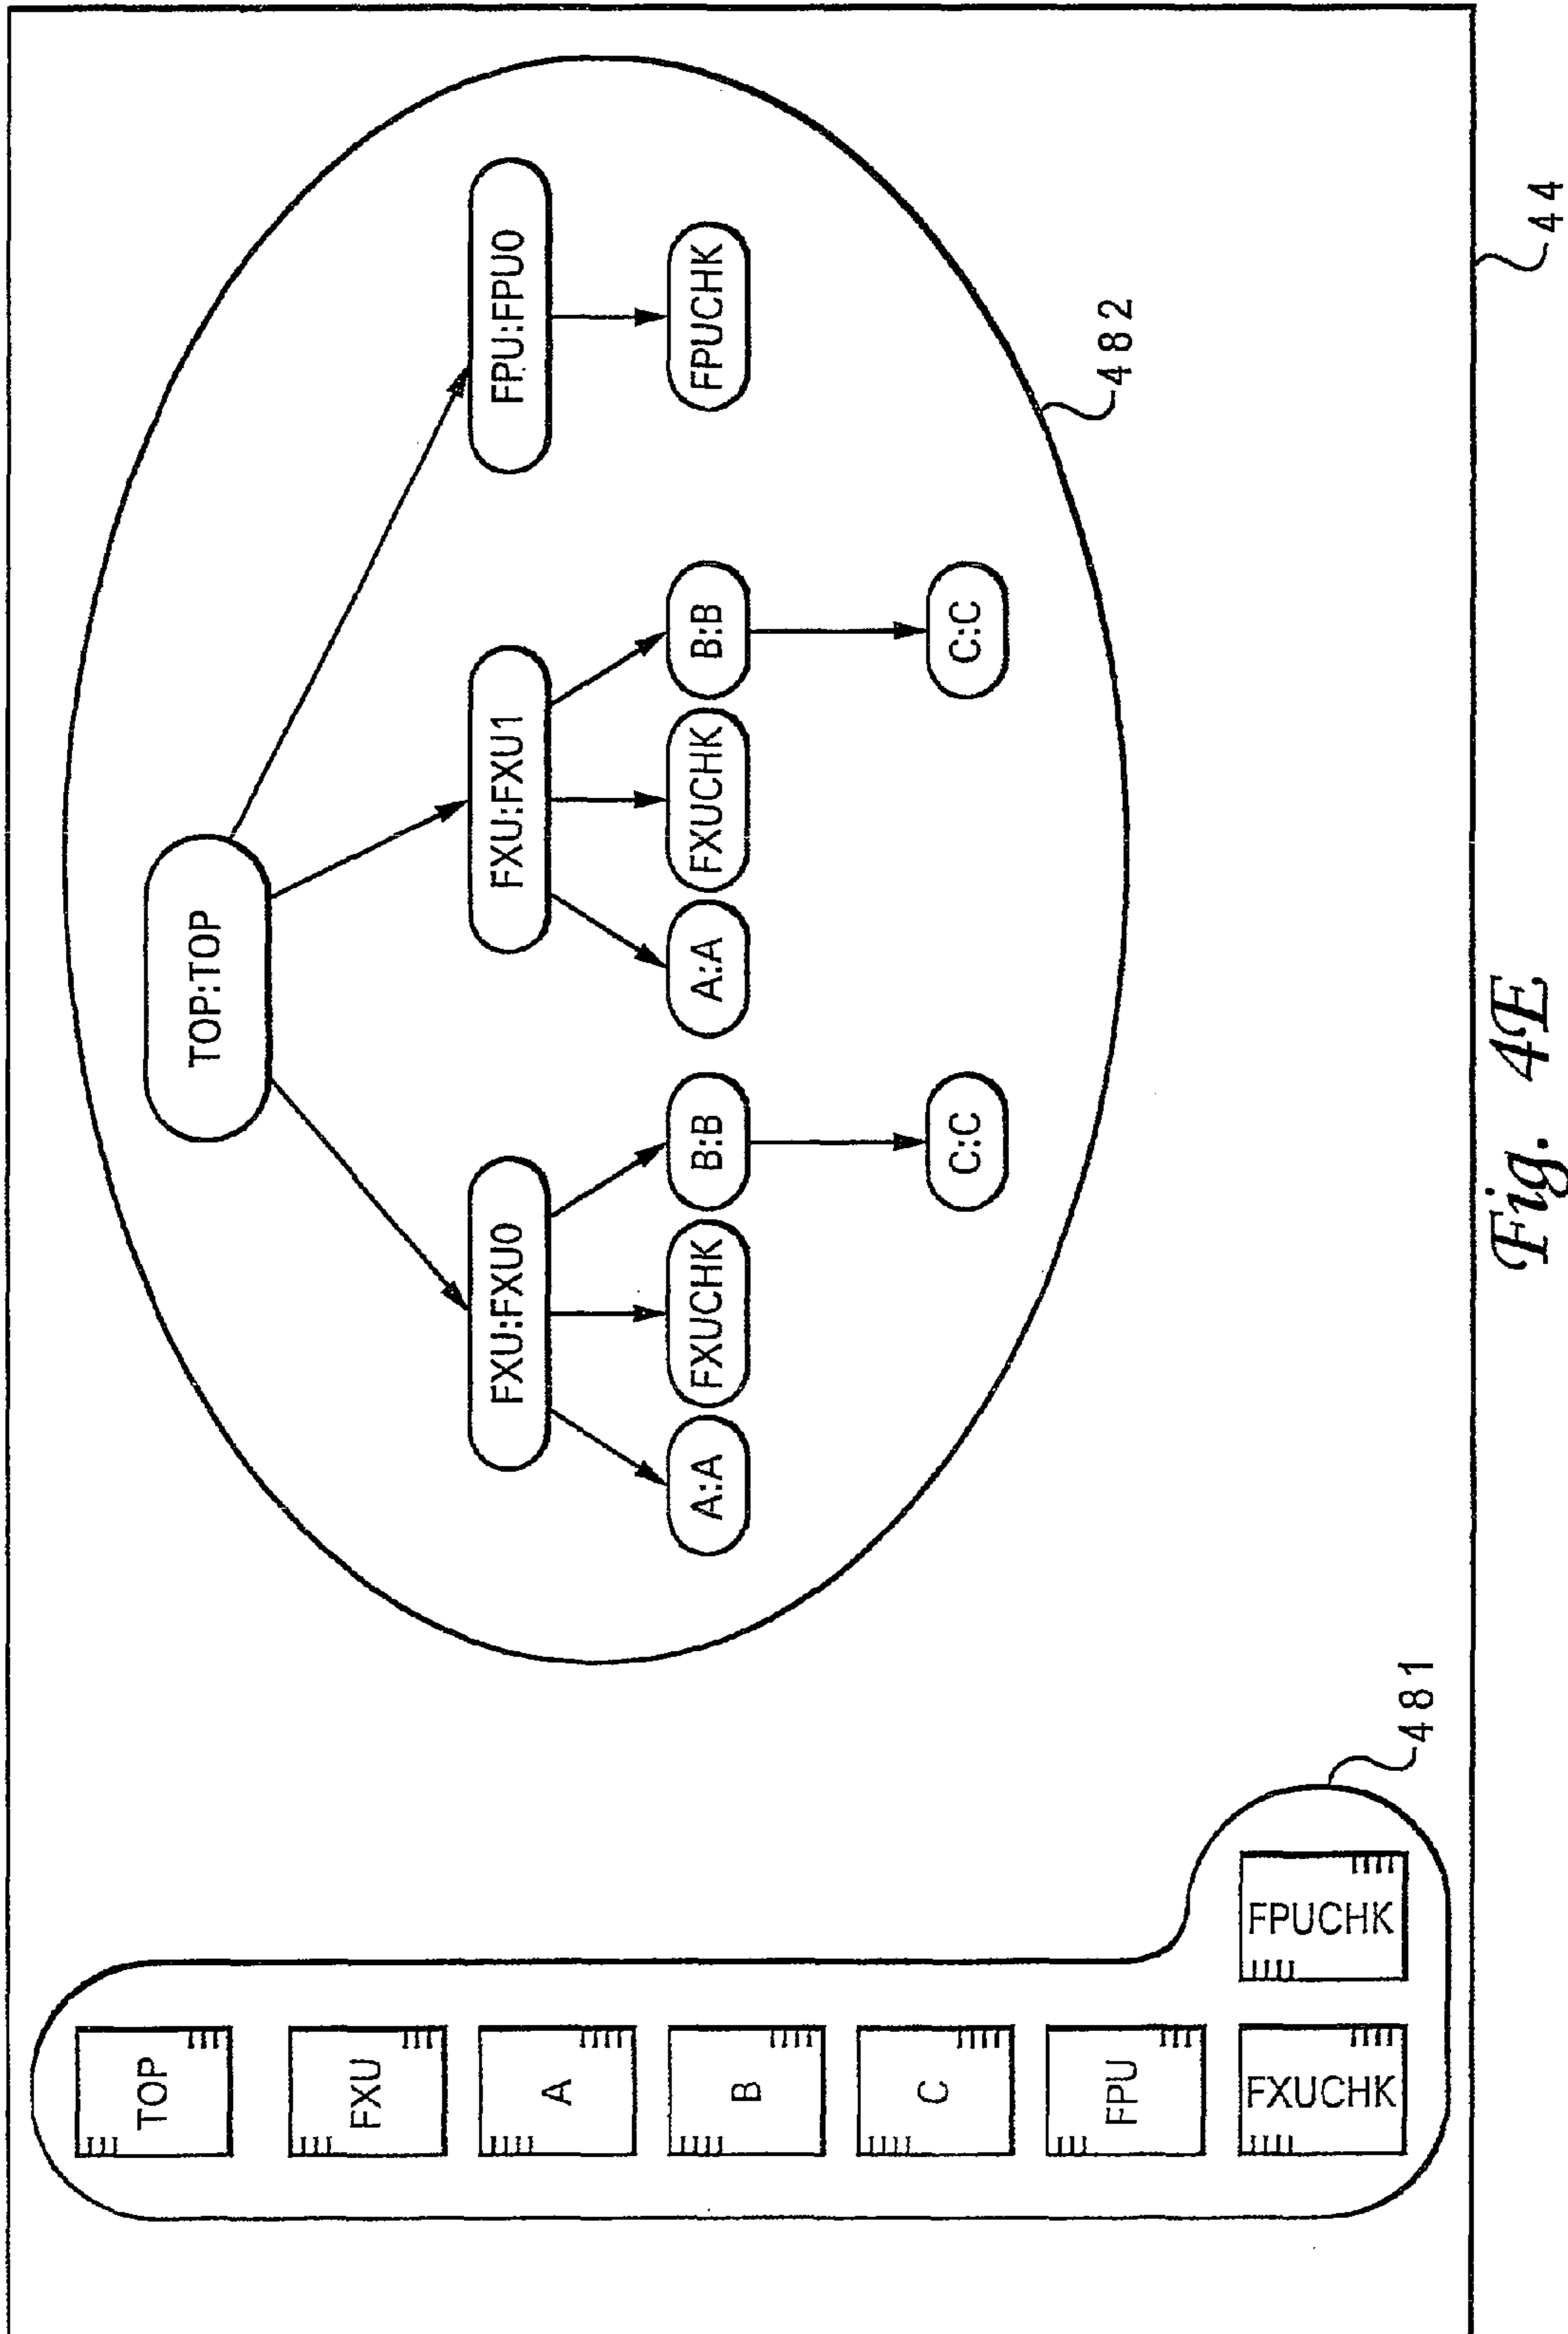 TOP
FXU
A
B
C
FPU
FXUCHK
FPUCHK
481
TOP:TOP
FXU:FXU0
FXU:FXU1
FPU:FPU0
A:A
FXUCHK
B:B
A:A
FXUCHK
B:B
FPUCHK
C:C
C:C
482
44
Fig. 4E